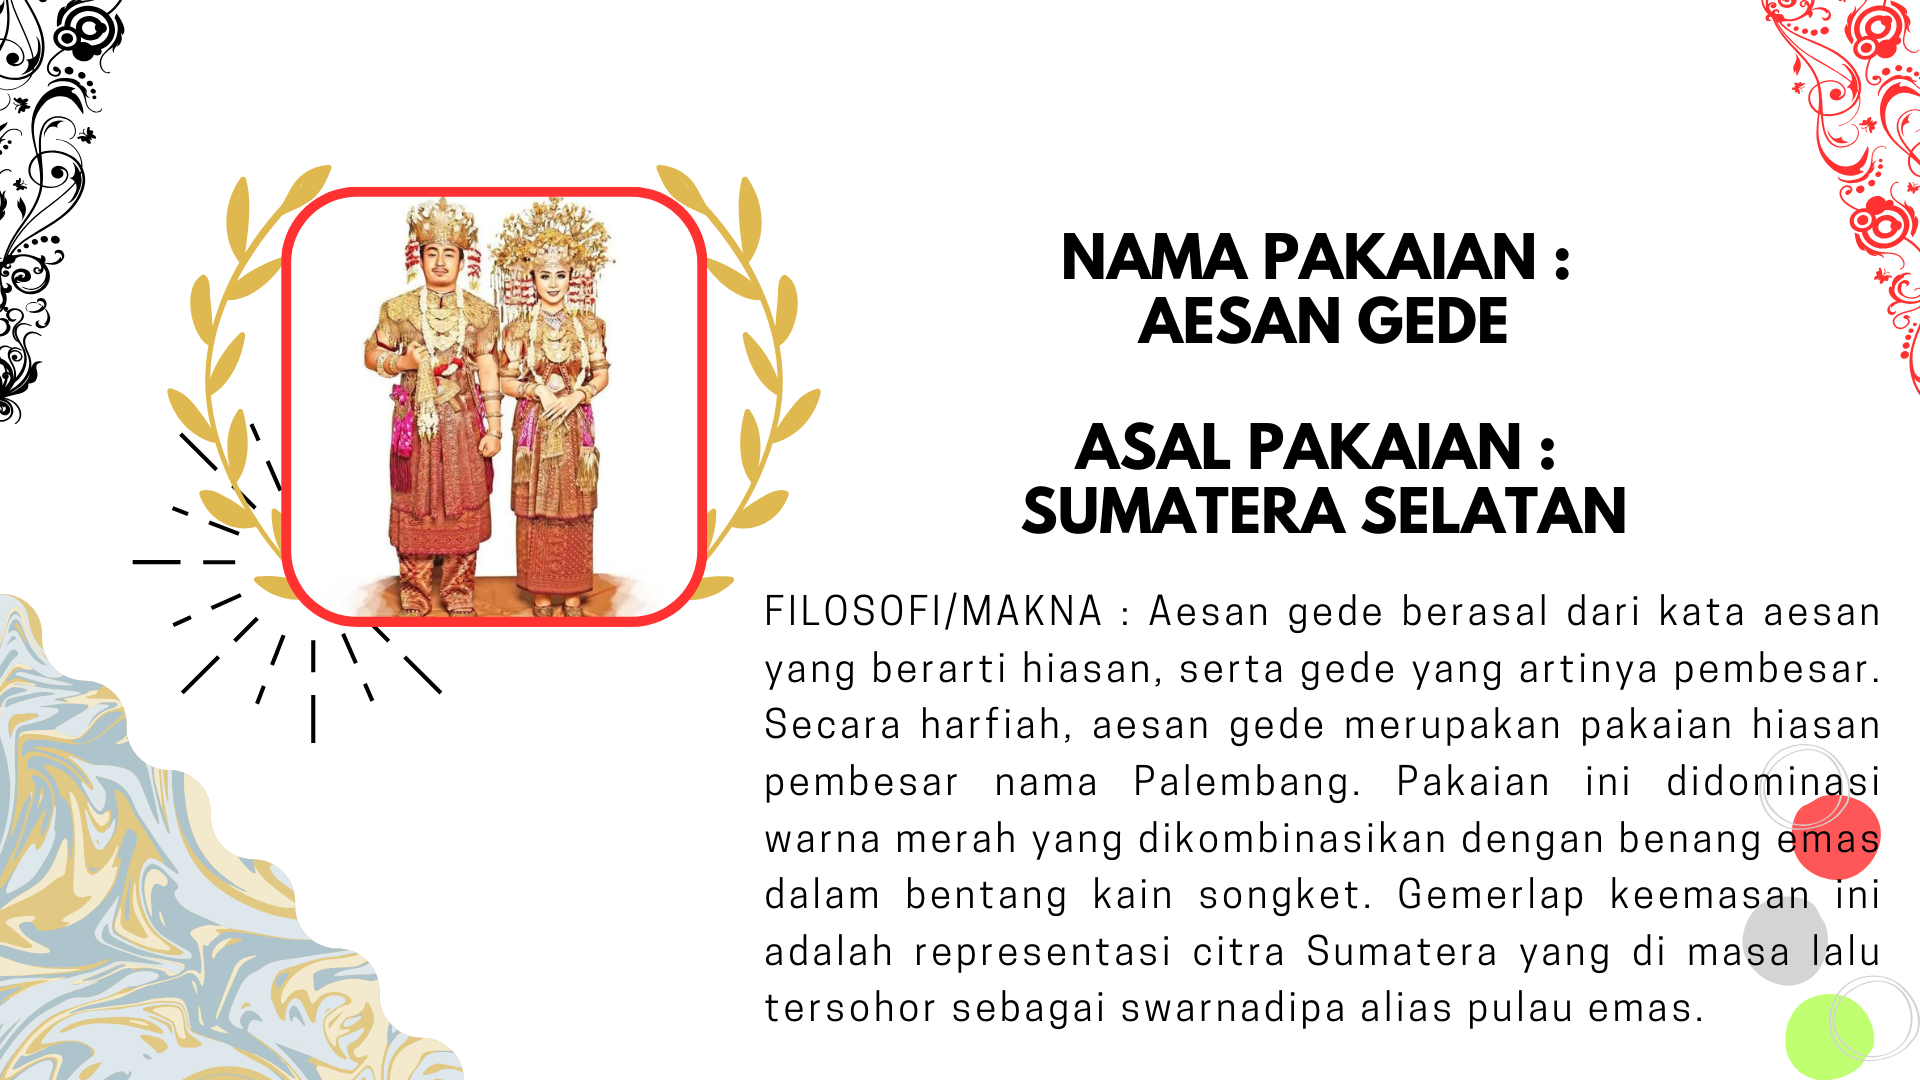 NAMA PAKAIAN :
AESAN GEDE
ASAL PAKAIAN :
SUMATERA SELATAN
FILOSOFI/MAKNA : Aesan gede berasal dari kata aesan
yang berarti hiasan, serta gede yang artinya pembesar.
Secara harfiah, aesan gede merupakan pakaian hiasan
pembesar nama Palembang. Pakaian ini didominasi
warna merah yang dikombinasikan dengan benang emas
dalam bentang kain songket. Gemerlap keemasan ini
adalah representasi citra Sumatera yang di masa lalu
tersohor sebagai swarnadipa alias pulau emas.